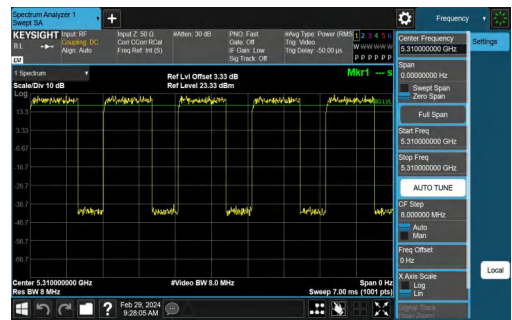 Spectrum Analyzer 1
Swept SA
+
Frequency
KEYSIGHT
RL
Input: RF
Coupling: DC
Align: Auto
Input Z: 50 Ω
Corr CCorr RCal
Freq Ref: Int (S)
#Atten: 30 dB
PNO: Fast
Gate: Off
IF Gain: Low
Sig Track: Off
#Avg Type: Power (RMS
Trig: Video
Trig Delay: -50.00 µs
1 2 3 4 5 6
W W W W W W
P P P P P P
LV
1 Spectrum
Scale/Div 10 dB
Ref Lvl Offset 3.33 dB
Ref Level 23.33 dBm
Mkr1 --- s
Log
13.3
3.33
-6.67
-16.7
-26.7
-36.7
-46.7
-56.7
-66.7
Center 5.310000000 GHz
Res BW 8 MHz
#Video BW 8.0 MHz
Span 0 Hz
Sweep 7.00 ms (1001 pts)
Feb 29, 2024
9:28:05 AM
Center Frequency
5.310000000 GHz
Span
0.00000000 Hz
Swept Span
Zero Span
Full Span
Start Freq
5.310000000 GHz
Stop Freq
5.310000000 GHz
AUTO TUNE
CF Step
8.000000 MHz
Auto
Man
Freq Offset
0 Hz
X Axis Scale
Log
Lin
Signal Track
Settings
Local